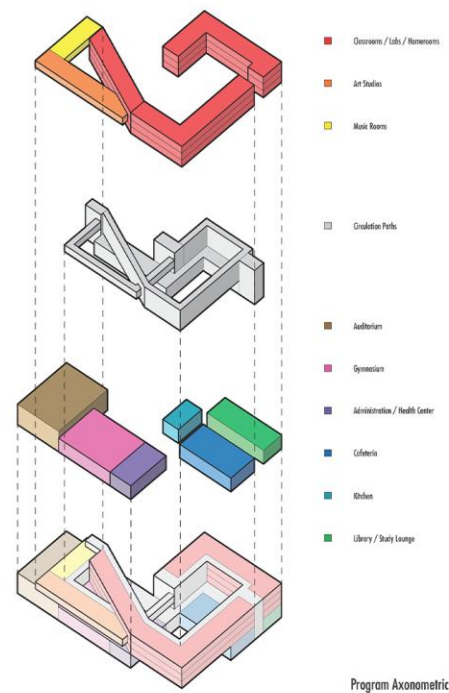 Classrooms / Labs / Homerooms
Art Studios
Music Rooms
Circulation Paths
Auditorium
Gymnasium
Administration / Health Center
Cafeteria
Kitchen
Library / Study Lounge
Program Axonometric